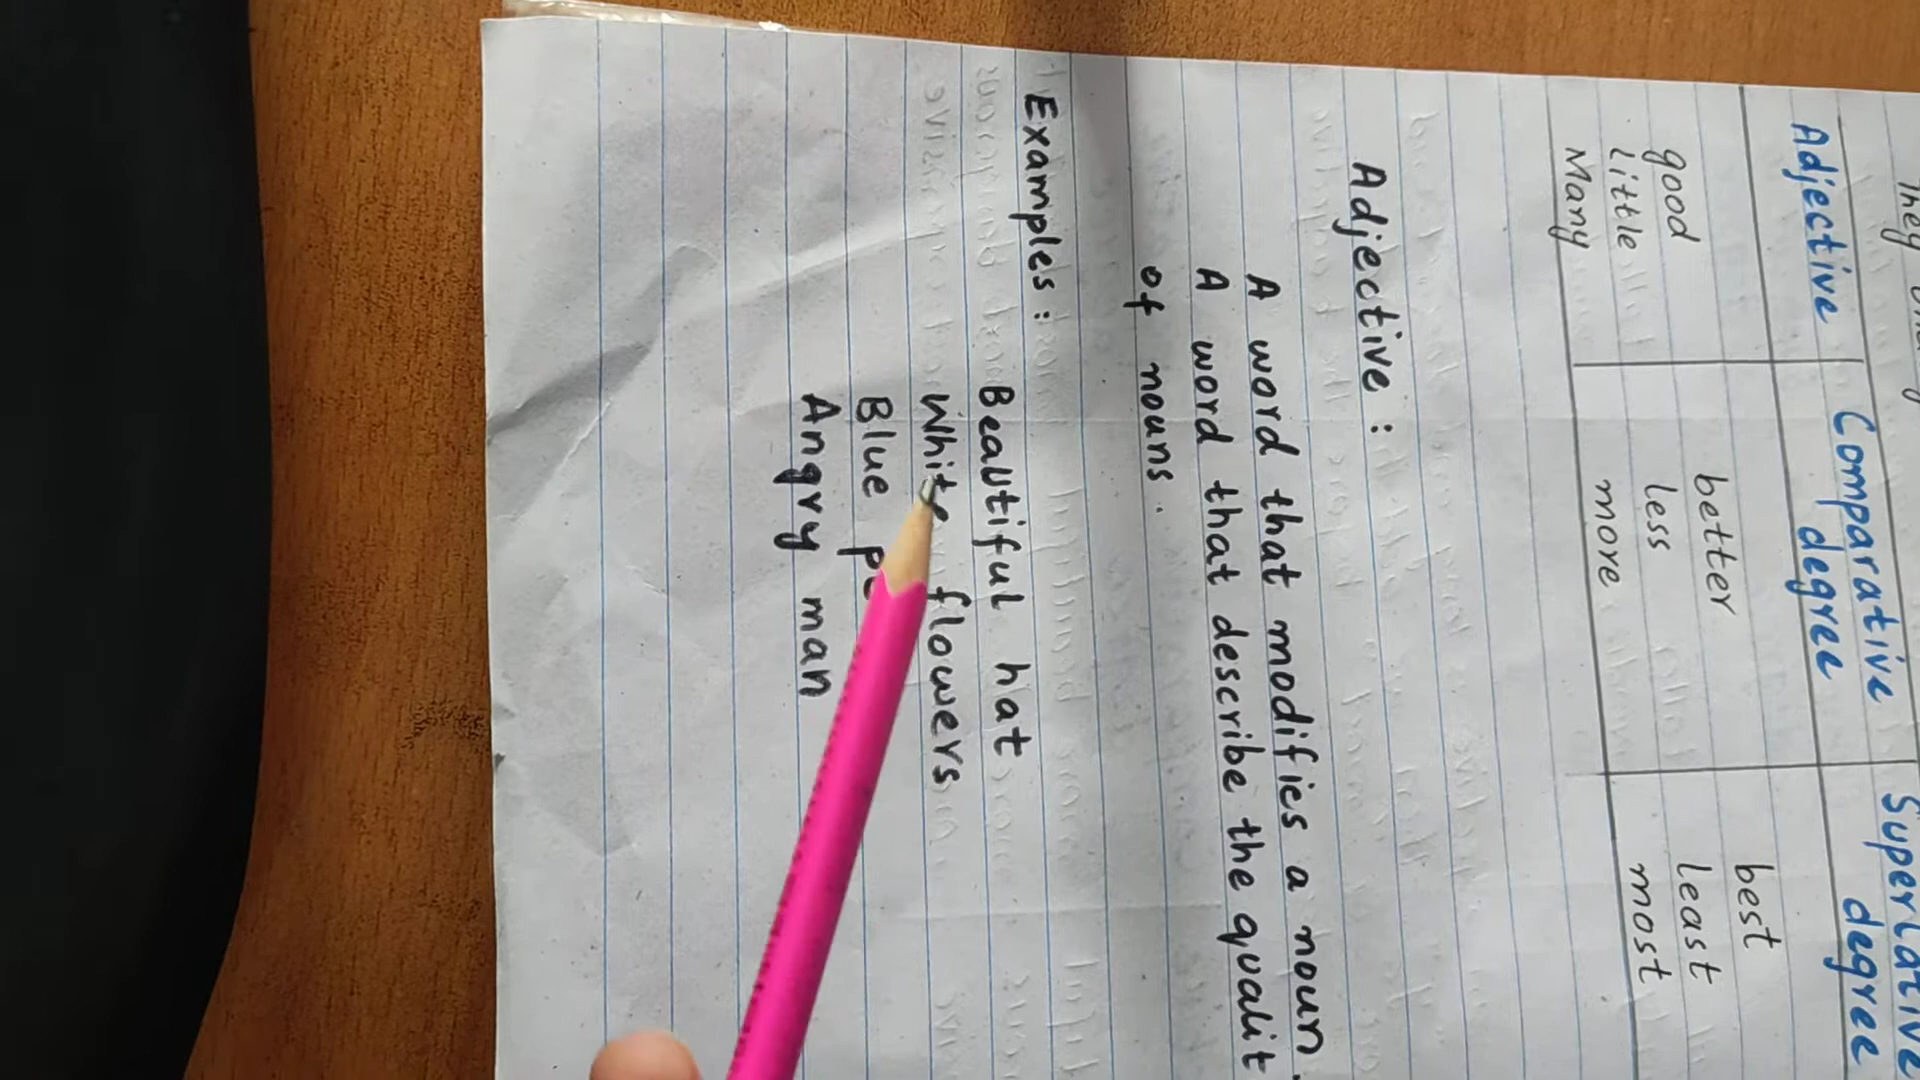 They
Adjective Comparative degree Superlative degree
good better best
little less least
Many more most
Adjective :
A word that modifies a noun.
A word that describe the qualit
of nouns.
Examples :
Beautiful hat
White flowers
Blue
Angry man